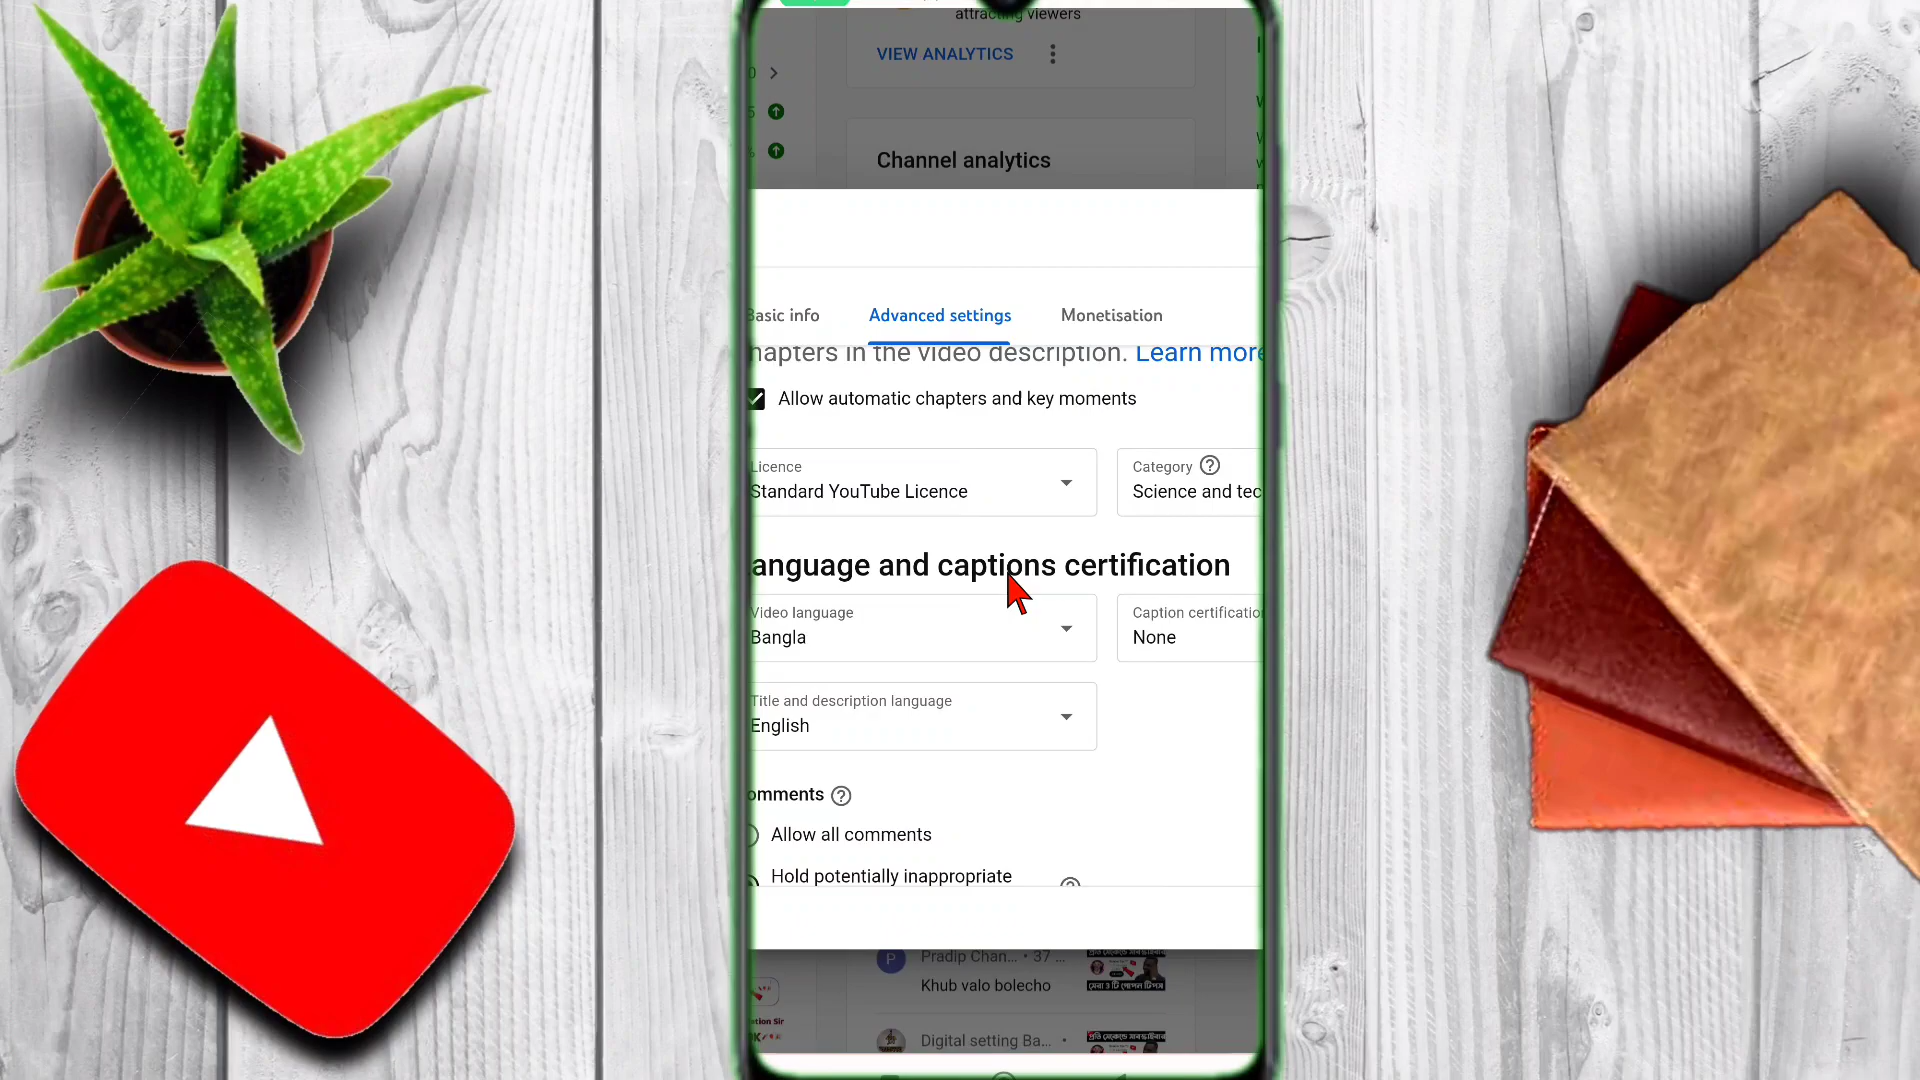 attracting viewers
VIEW ANALYTICS
Channel analytics
Basic info Advanced settings Monetisation
hapters in the video description. Learn more
Allow automatic chapters and key moments
Licence
Standard YouTube Licence
Category
Science and tec
anguage and captions certification
Video language
Bangla
Caption certification
None
Title and description language
English
omments
Allow all comments
Hold potentially inappropriate
P
Pradip Chan... • 37 ...
Khub valo bolecho
Digital setting Ba... •